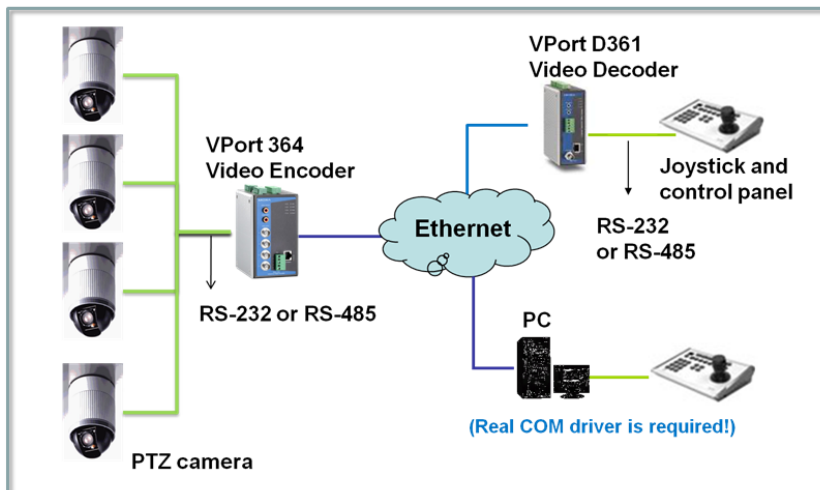 VPort D361
Video Decoder
VPort 364
Video Encoder
Joystick and
control panel
Ethernet
RS-232
or RS-485
RS-232 or RS-485
PC
(Real COM driver is required!)
PTZ camera